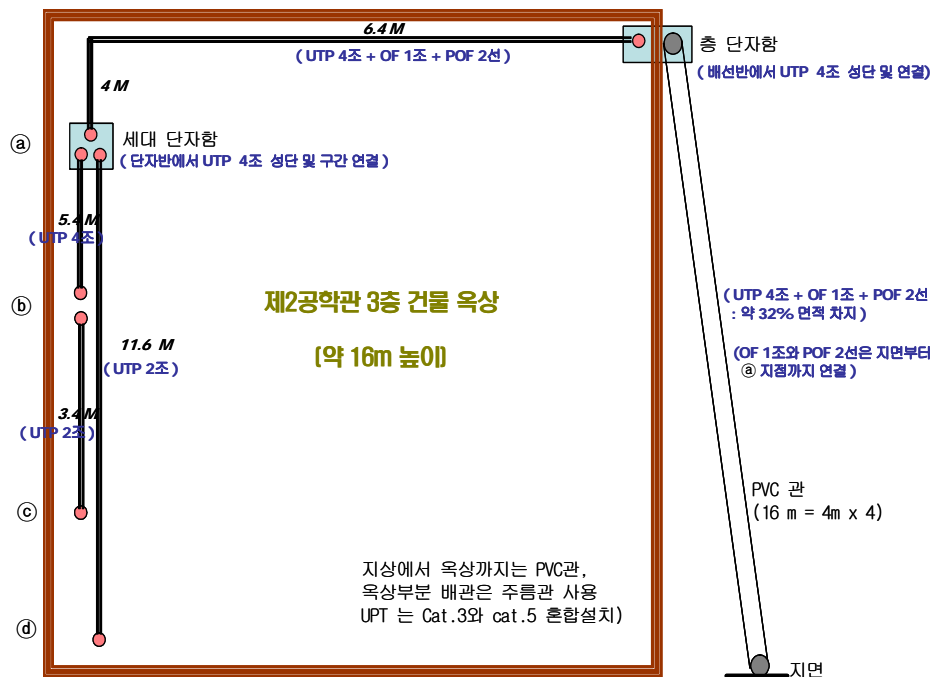 6.4 M
( UTP 4조 + OF 1조 + POF 2선 )
층 단자함
( 배선반에서 UTP 4조 성단 및 연결)
4 M
ⓐ
세대 단자함
( 단자반에서 UTP 4조 성단 및 구간 연결 )
5.4 M
( UTP 4조 )
ⓑ
제2공학관 3층 건물 옥상
(약 16m 높이)
( UTP 4조 + OF 1조 + POF 2선
: 약 32% 면적 차지 )
11.6 M
( UTP 2조 )
(OF 1조와 POF 2선은 지면부터
ⓐ 지점까지 연결 )
3.4 M
( UTP 2조 )
ⓒ
PVC 관
(16 m = 4m x 4)
지상에서 옥상까지는 PVC관,
옥상부분 배관은 주름관 사용
UPT 는 Cat.3와 cat.5 혼합설치)
ⓓ
지면